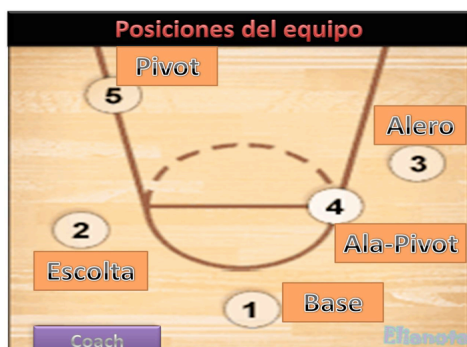 Posiciones del equipo
Pivot
5
Alero
3
4
2
Ala-Pivot
Escolta
1
Base
Coach